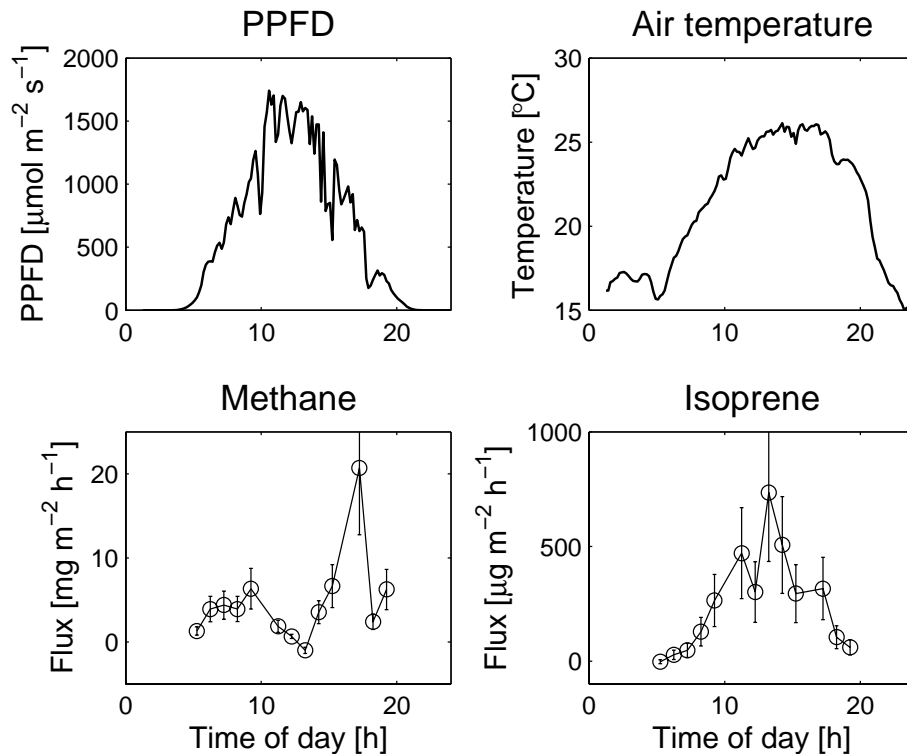 PPFD
PPFD [μmol m−2 s−1]
2000
1500
1000
500
0
0 10 20
Air temperature
Temperature [°C]
30
25
20
15
0 10 20
Methane
Flux [mg m−2 h−1]
20
10
0
0 10 20
Time of day [h]
Isoprene
Flux [μg m−2 h−1]
1000
500
0
0 10 20
Time of day [h]